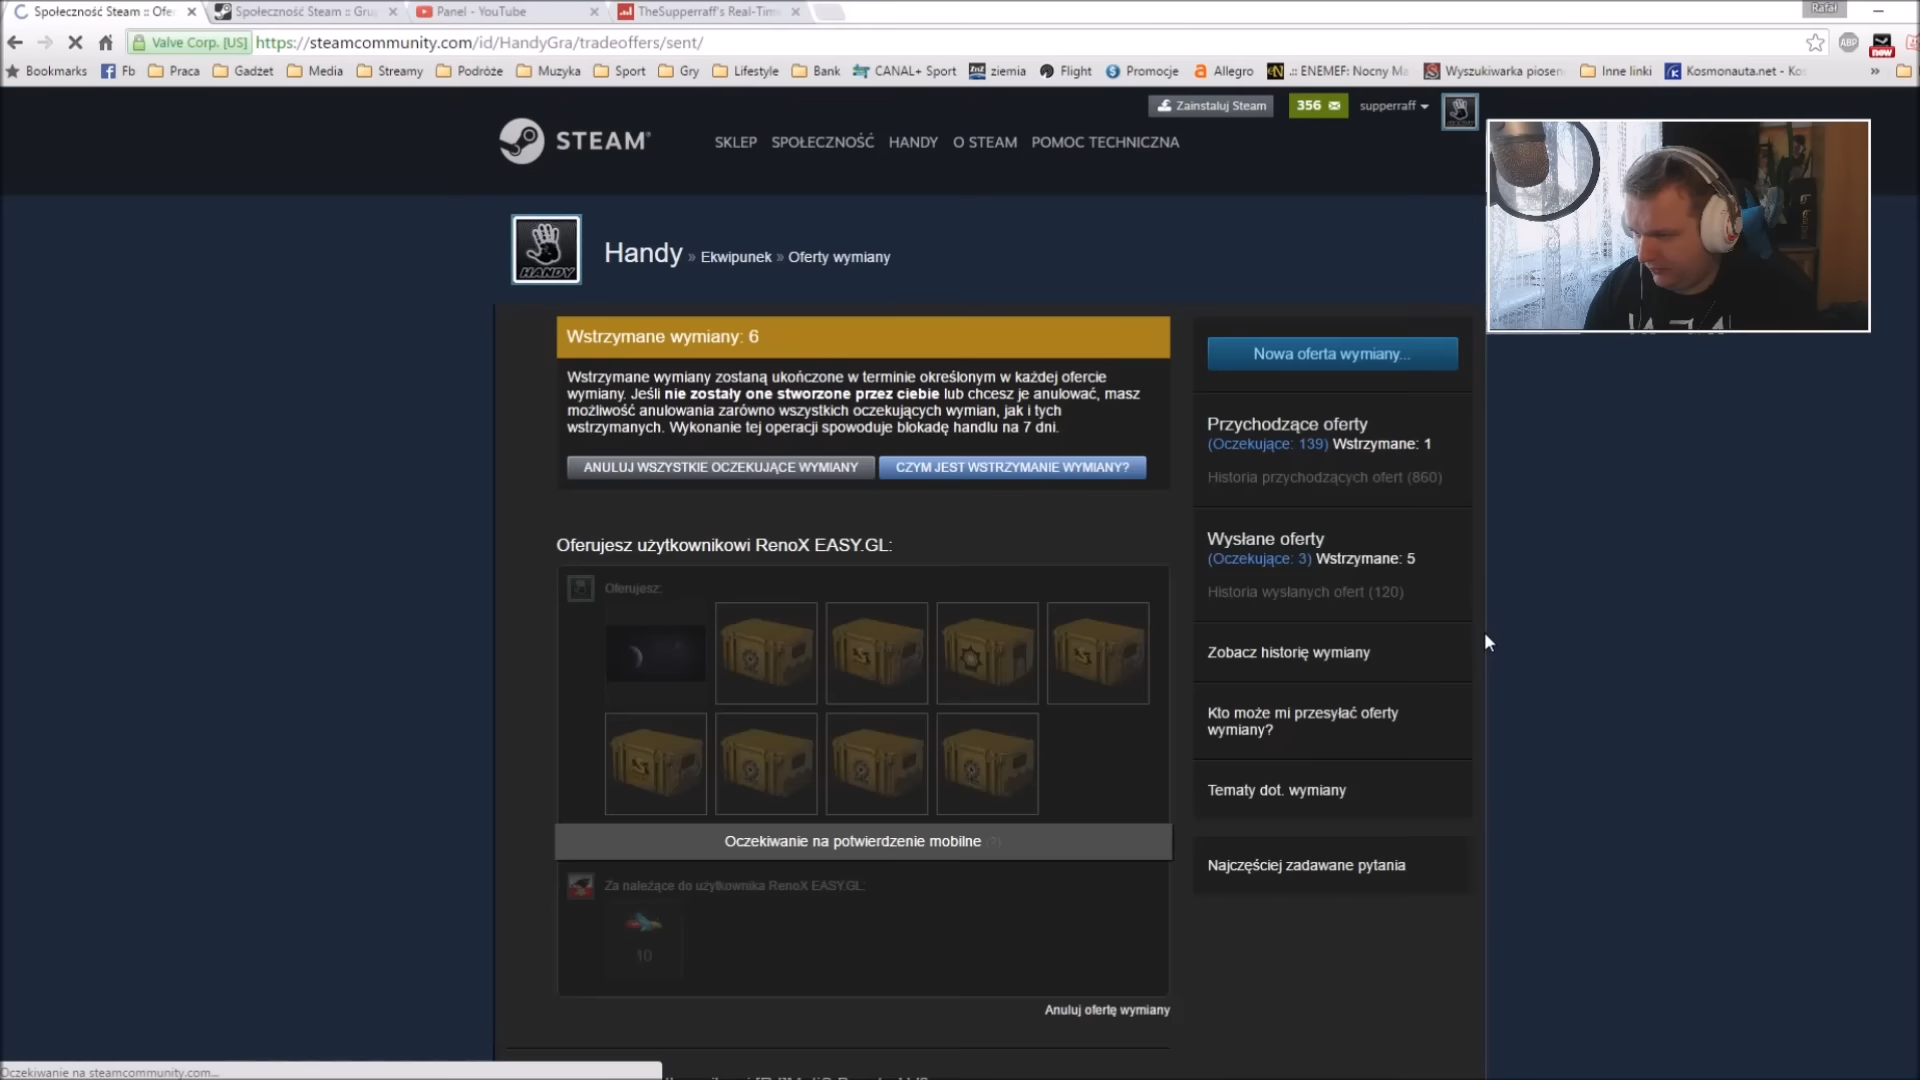 Społeczność Steam :: Ofe
Społeczność Steam :: Gru
Panel - YouTube
TheSupperraff's Real-Tim
Rafał
Valve Corp. [US]
https://steamcommunity.com/id/HandyGra/tradeoffers/sent/
ABP
now
Bookmarks
Fb
Praca
Gadżet
Media
Streamy
Podróże
Muzyka
Sport
Gry
Lifestyle
Bank
CANAL+ Sport
ziemia
Flight
Promocje
Allegro
.:: ENEMEF: Nocny Ma
Wyszukiwarka piosen
Inne linki
Kosmonauta.net - Ko
»
Zainstaluj Steam
356
supperraff
STEAM
SKLEP
SPOŁECZNOŚĆ
HANDY
O STEAM
POMOC TECHNICZNA
HANDY
Handy » Ekwipunek » Oferty wymiany
Wstrzymane wymiany: 6
Wstrzymane wymiany zostaną ukończone w terminie określonym w każdej ofercie
wymiany. Jeśli nie zostały one stworzone przez ciebie lub chcesz je anulować, masz
możliwość anulowania zarówno wszystkich oczekujących wymian, jak i tych
wstrzymanych. Wykonanie tej operacji spowoduje blokadę handlu na 7 dni.
ANULUJ WSZYSTKIE OCZEKUJĄCE WYMIANY
CZYM JEST WSTRZYMANIE WYMIANY?
Oferujesz użytkownikowi RenoX EASY.GL:
Oferujesz:
Oczekiwanie na potwierdzenie mobilne (?)
Za należące do użytkownika RenoX EASY.GL:
10
Anuluj ofertę wymiany
Nowa oferta wymiany...
Przychodzące oferty
(Oczekujące: 139) Wstrzymane: 1
Historia przychodzących ofert (860)
Wysłane oferty
(Oczekujące: 3) Wstrzymane: 5
Historia wysłanych ofert (120)
Zobacz historię wymiany
Kto może mi przesyłać oferty
wymiany?
Tematy dot. wymiany
Najczęściej zadawane pytania
Oczekiwanie na steamcommunity.com...